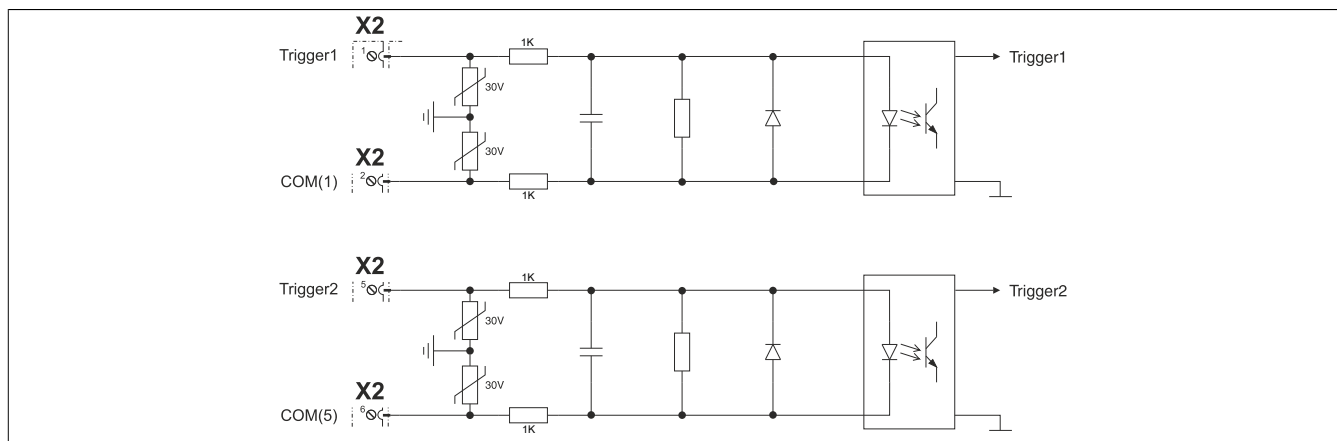 X2
1K
Trigger1
1
Trigger1
30V
30V
X2
COM(1)
2
1K
X2
1K
Trigger2
5
Trigger2
30V
30V
X2
COM(5)
6
1K